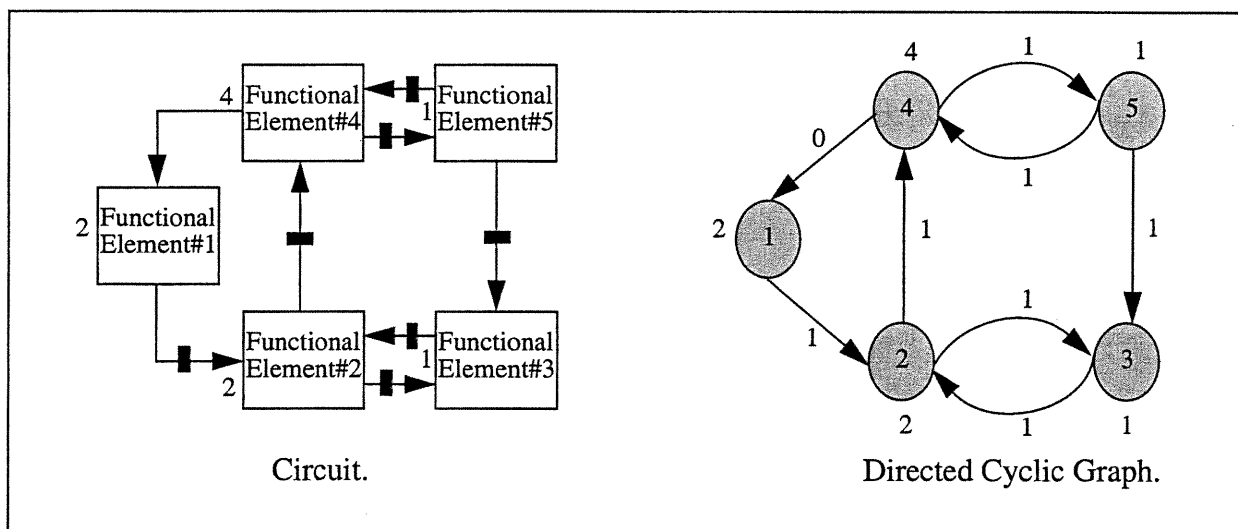 4
Functional
Element#4
1
Functional
Element#5
2
Functional
Element#1
Functional
Element#2
2
1
Functional
Element#3
Circuit.
4
1
1
4
5
0
1
2
1
1
1
1
1
2
3
2
1
1
Directed Cyclic Graph.